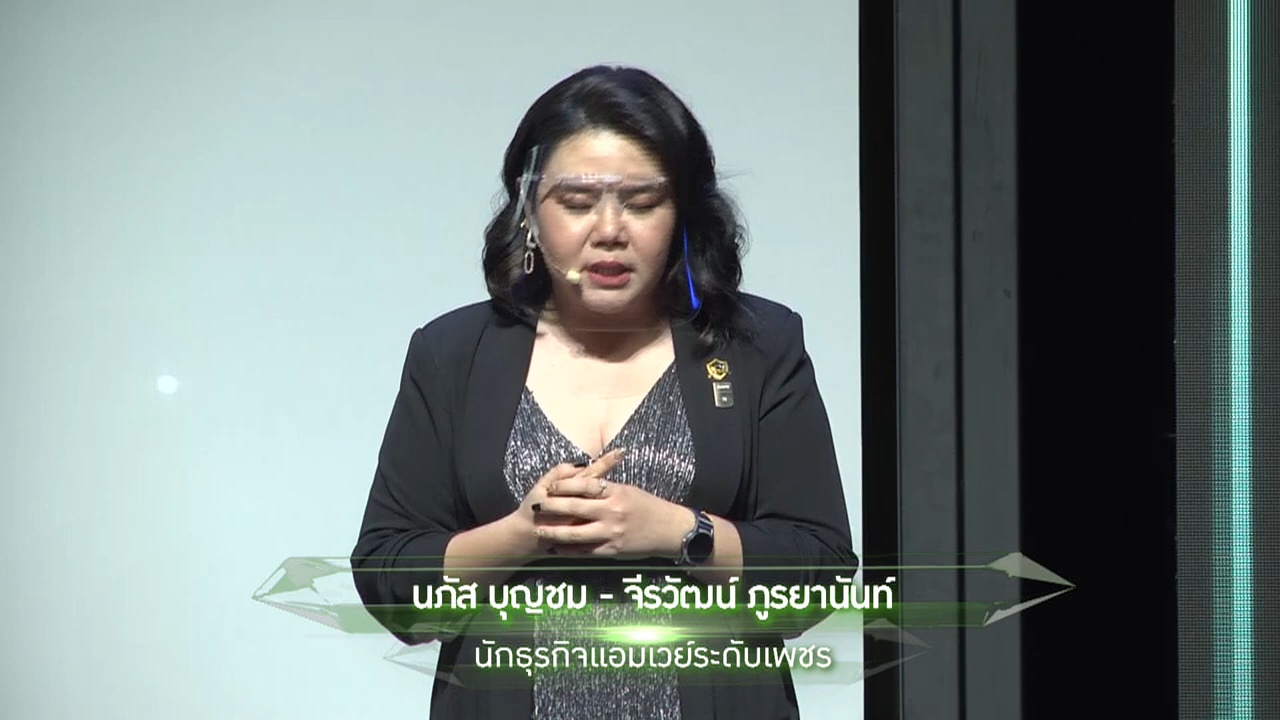 นภัส บุญชม - จีรวัฒน์ ภูรยานันท์
นักธุรกิจแอมเวย์ระดับเพชร